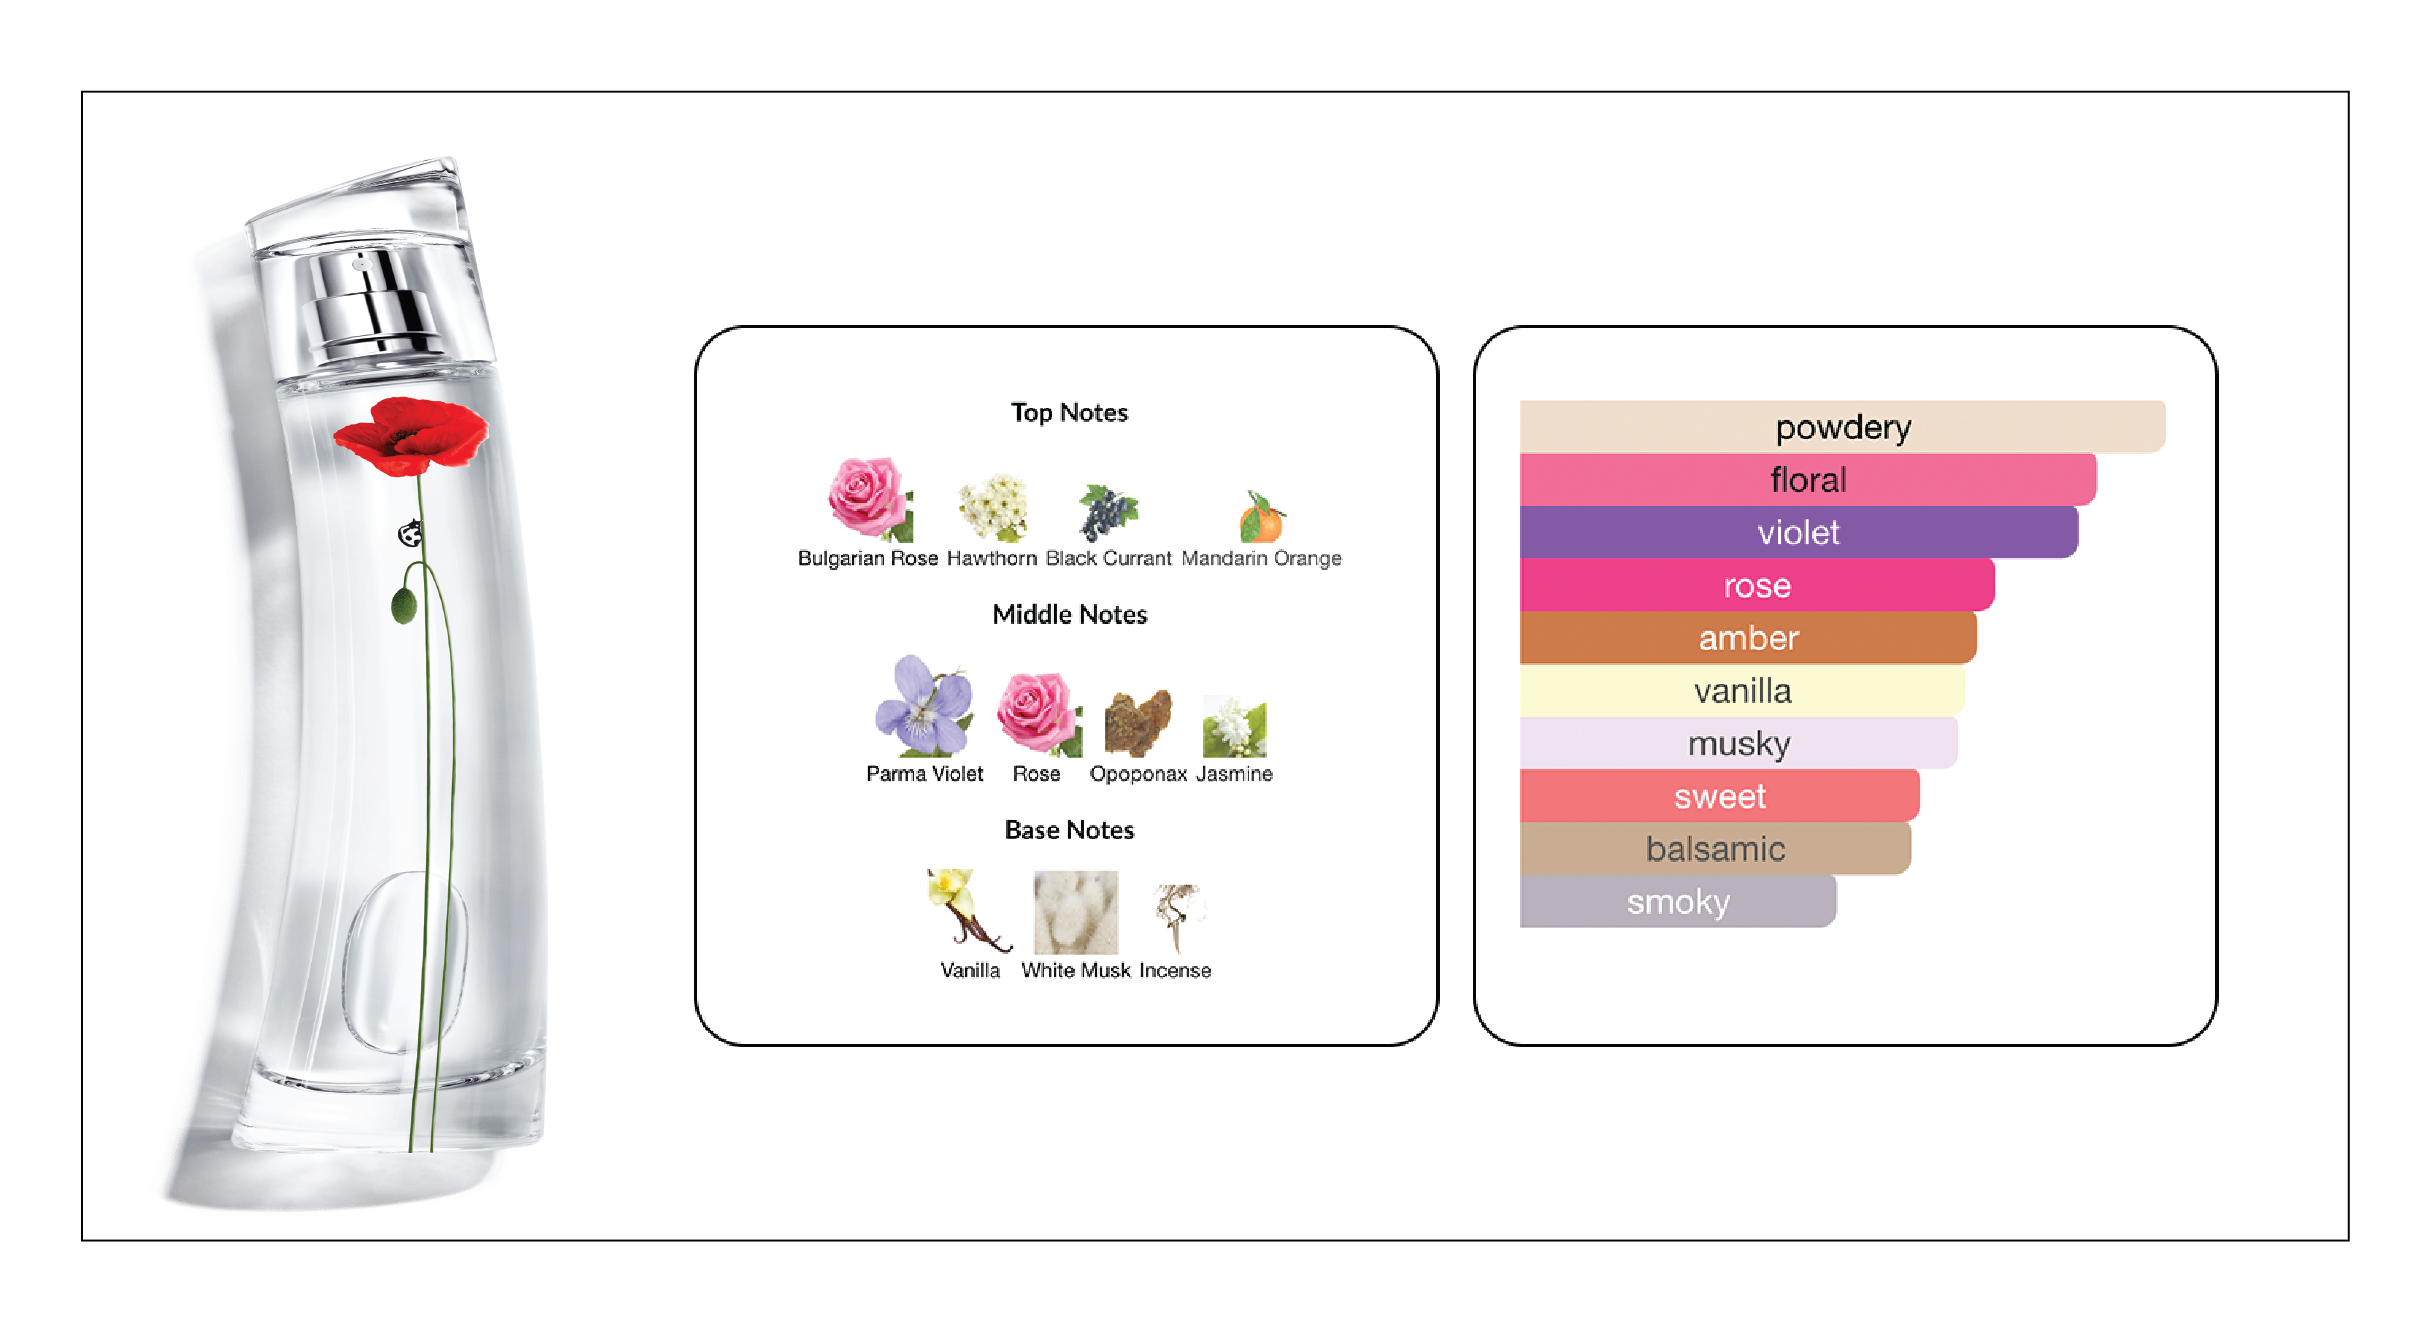 Top Notes
Bulgarian Rose Hawthorn Black Currant Mandarin Orange
Middle Notes
Parma Violet Rose Opoponax Jasmine
Base Notes
Vanilla White Musk Incense
powdery
floral
violet
rose
amber
vanilla
musky
sweet
balsamic
smoky